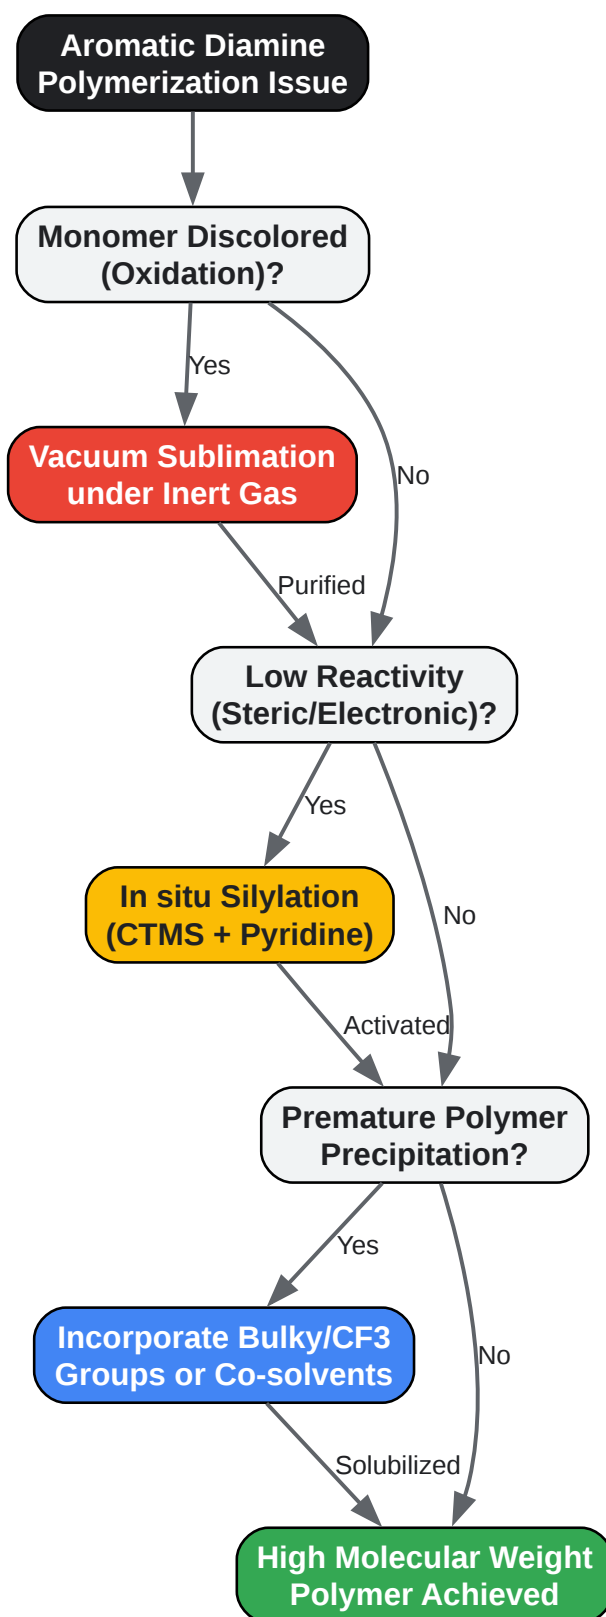 Aromatic Diamine
Polymerization Issue
Monomer Discolored
(Oxidation)?
Yes
No
Vacuum Sublimation
under Inert Gas
Purified
Low Reactivity
(Steric/Electronic)?
Yes
No
In situ Silylation
(CTMS + Pyridine)
Activated
Premature Polymer
Precipitation?
Yes
No
Incorporate Bulky/CF3
Groups or Co-solvents
Solubilized
High Molecular Weight
Polymer Achieved